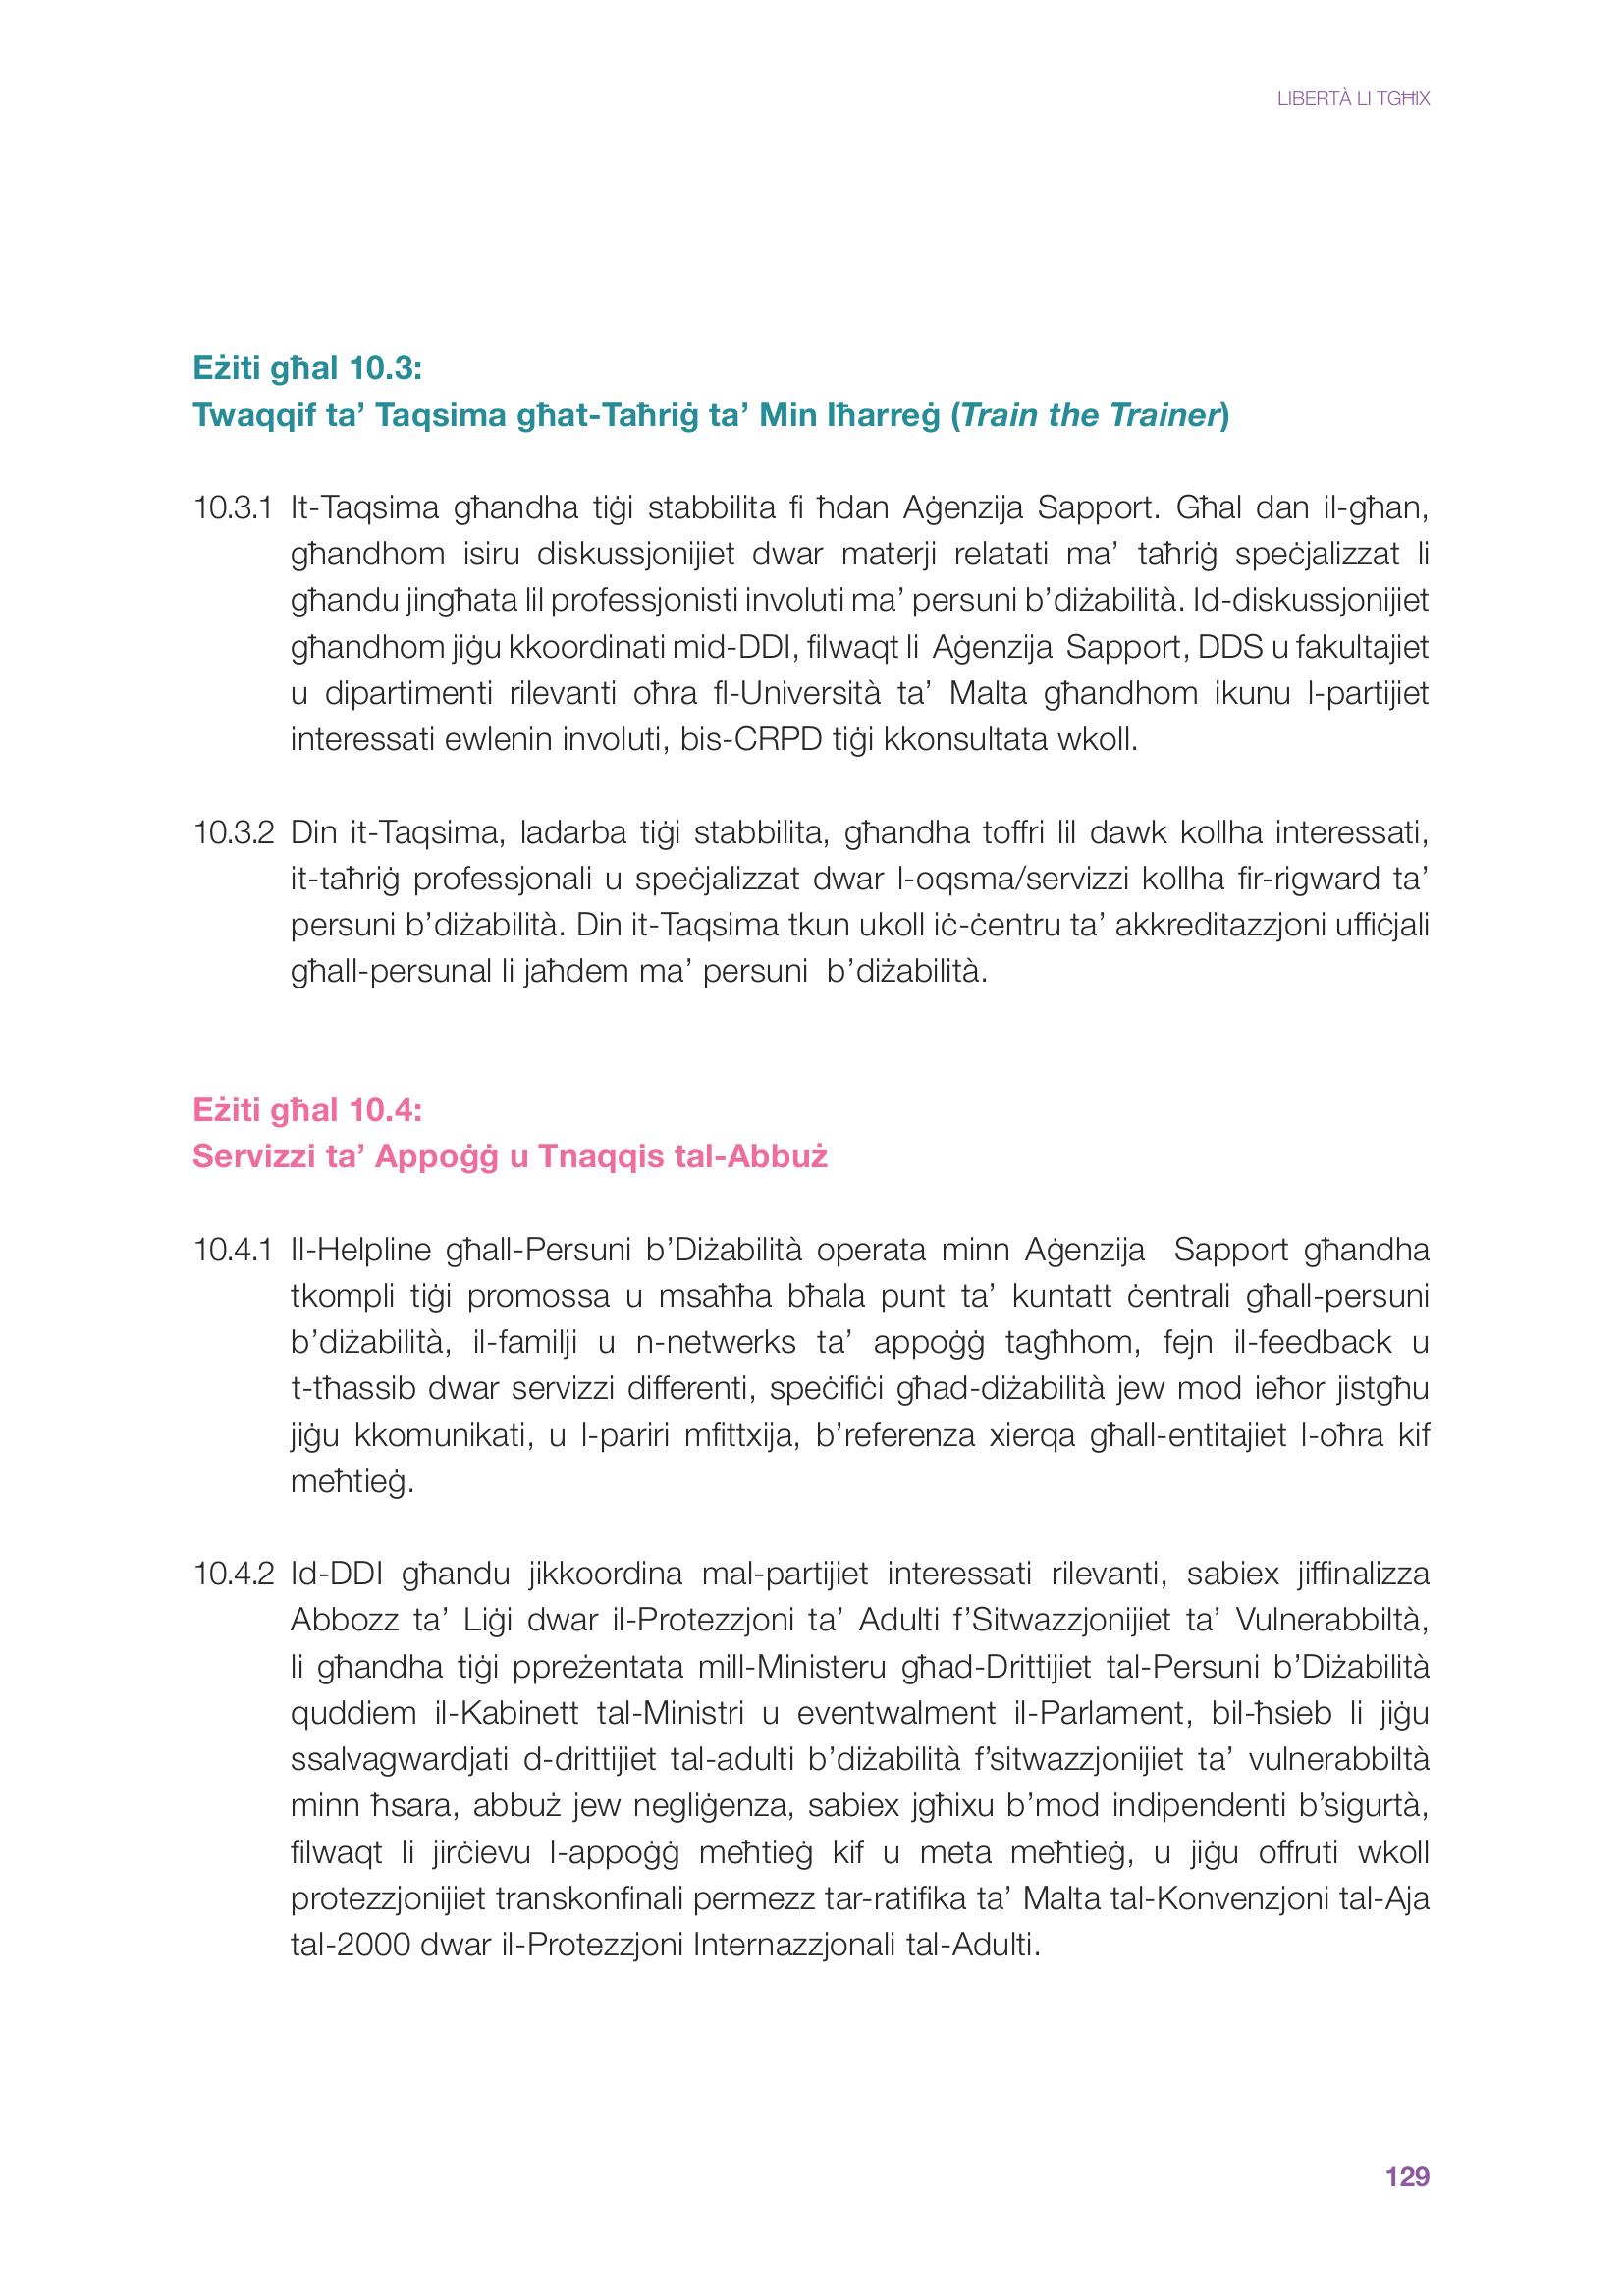 LIBERTÀ LI TGĦIX
Eżiti għal 10.3:
Twaqqif ta’ Taqsima għat-Taħriġ ta’ Min Iħarreġ (Train the Trainer)
10.3.1 It-Taqsima għandha tiġi stabbilita fi ħdan Aġenzija Sapport. Għal dan il-għan,
għandhom isiru diskussjonijiet dwar materji relatati ma’ taħriġ speċjalizzat li
għandu jingħata lil professjonisti involuti ma’ persuni b’diżabilità. Id-diskussjonijiet
għandhom jiġu kkoordinati mid-DDI, filwaqt li Aġenzija Sapport, DDS u fakultajiet
u dipartimenti rilevanti oħra fl-Università ta’ Malta għandhom ikunu l-partijiet
interessati ewlenin involuti, bis-CRPD tiġi kkonsultata wkoll.
10.3.2 Din it-Taqsima, ladarba tiġi stabbilita, għandha toffri lil dawk kollha interessati,
it-taħriġ professjonali u speċjalizzat dwar l-oqsma/servizzi kollha fir-rigward ta’
persuni b’diżabilità. Din it-Taqsima tkun ukoll iċ-ċentru ta’ akkreditazzjoni uffiċjali
għall-persunal li jaħdem ma’ persuni b’diżabilità.
Eżiti għal 10.4:
Servizzi ta’ Appoġġ u Tnaqqis tal-Abbuż
10.4.1 Il-Helpline għall-Persuni b’Diżabilità operata minn Aġenzija Sapport għandha
tkompli tiġi promossa u msaħħa bħala punt ta’ kuntatt ċentrali għall-persuni
b’diżabilità, il-familji u n-netwerks ta’ appoġġ tagħhom, fejn il-feedback u
t-tħassib dwar servizzi differenti, speċifiċi għad-diżabilità jew mod ieħor jistgħu
jiġu kkomunikati, u l-pariri mfittxija, b’referenza xierqa għall-entitajiet l-oħra kif
meħtieġ.
10.4.2 Id-DDI għandu jikkoordina mal-partijiet interessati rilevanti, sabiex jiffinalizza
Abbozz ta’ Liġi dwar il-Protezzjoni ta’ Adulti f’Sitwazzjonijiet ta’ Vulnerabbiltà,
li għandha tiġi ppreżentata mill-Ministeru għad-Drittijiet tal-Persuni b’Diżabilità
quddiem il-Kabinett tal-Ministri u eventwalment il-Parlament, bil-ħsieb li jiġu
ssalvagwardjati d-drittijiet tal-adulti b’diżabilità f’sitwazzjonijiet ta’ vulnerabbiltà
minn ħsara, abbuż jew negliġenza, sabiex jgħixu b’mod indipendenti b’sigurtà,
filwaqt li jirċievu l-appoġġ meħtieġ kif u meta meħtieġ, u jiġu offruti wkoll
protezzjonijiet transkonfinali permezz tar-ratifika ta’ Malta tal-Konvenzjoni tal-Aja
tal-2000 dwar il-Protezzjoni Internazzjonali tal-Adulti.
129